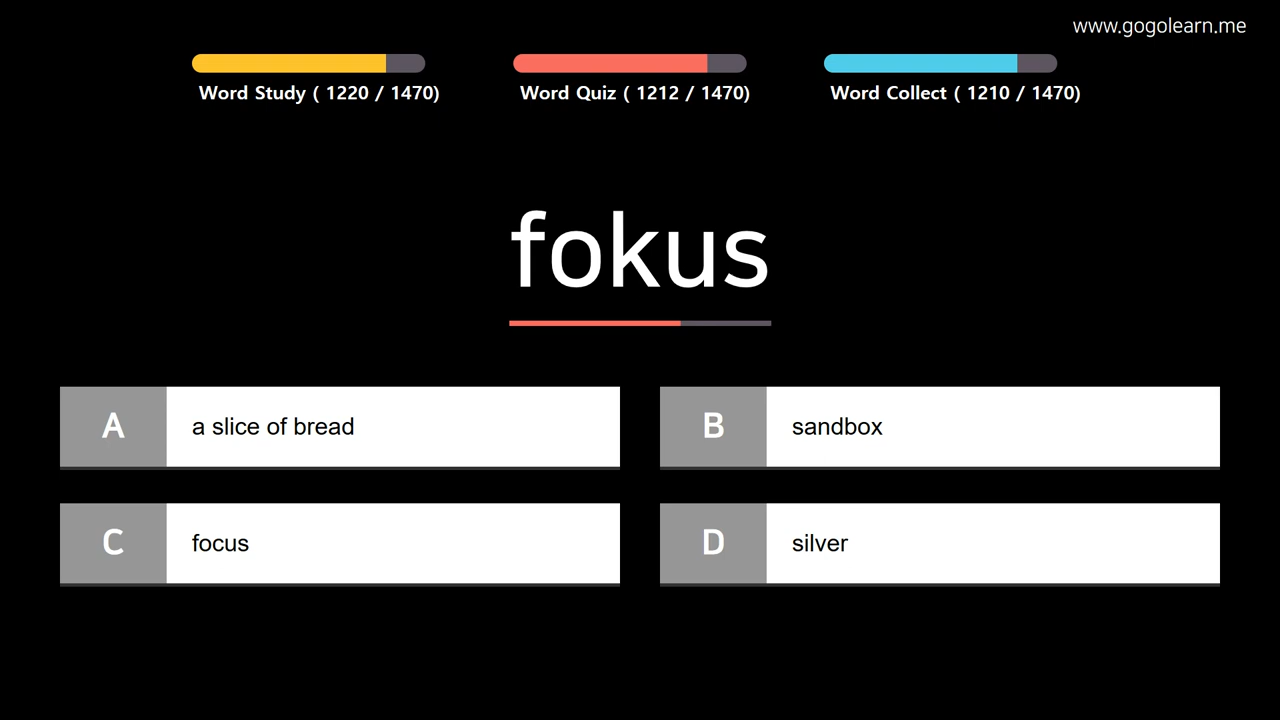 www.gogolearn.me
Word Study ( 1220 / 1470)
Word Quiz ( 1212 / 1470)
Word Collect ( 1210 / 1470)
fokus
A
a slice of bread
B
sandbox
C
focus
D
silver